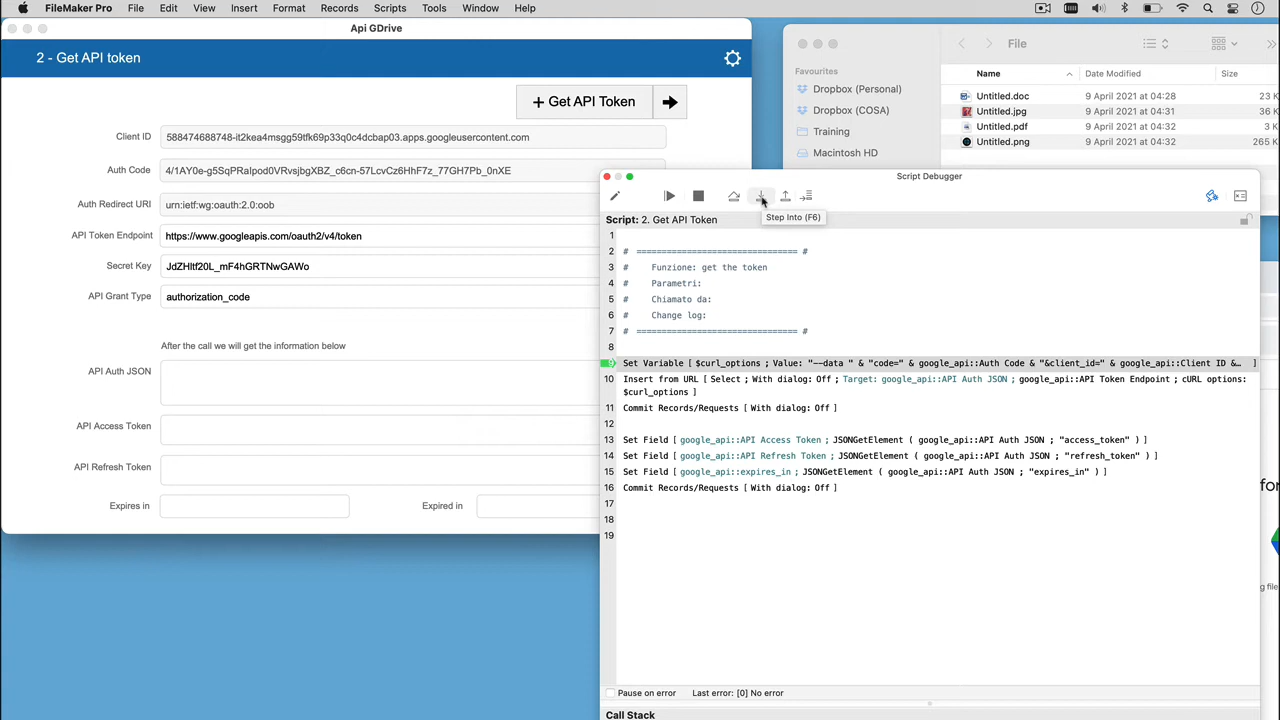 FileMaker Pro File Edit View Insert Format Records Scripts Tools Window Help
Api GDrive
2 - Get API token
+ Get API Token
Client ID 588474688748-it2kea4msgg59tfk69p33q0c4dcbap03.apps.googleusercontent.com
Auth Code 4/1AY0e-g5SqPRaIpod0VRvsjbgXBZ_c6cn-57LcvCz6HhF7z_77GH7Pb_0nXE
Auth Redirect URI urn:ietf:wg:oauth:2.0:oob
API Token Endpoint https://www.googleapis.com/oauth2/v4/token
Secret Key JdZHltf20L_mF4hGRTNwGAWo
API Grant Type authorization_code
After the call we will get the information below
API Auth JSON
API Access Token
API Refresh Token
Expires in Expired in
File
Favourites
Dropbox (Personal)
Dropbox (COSA)
Training
Macintosh HD
Name Date Modified Size
Untitled.doc 9 April 2021 at 04:28 23 K
Untitled.jpg 9 April 2021 at 04:31 36 K
Untitled.pdf 9 April 2021 at 04:32 33 K
Untitled.png 9 April 2021 at 04:32 265 K
Script Debugger
Step Into (F6)
Script: 2. Get API Token
1
2 # =============================== #
3 # Funzione: get the token
4 # Parametri:
5 # Chiamato da:
6 # Change log:
7 # =============================== #
8
9 Set Variable [ $curl_options ; Value: "--data " & "code=" & google_api::Auth Code & "&client_id=" & google_api::Client ID &… ]
10 Insert from URL [ Select ; With dialog: Off ; Target: google_api::API Auth JSON ; google_api::API Token Endpoint ; cURL options:
$curl_options ]
11 Commit Records/Requests [ With dialog: Off ]
12
13 Set Field [ google_api::API Access Token ; JSONGetElement ( google_api::API Auth JSON ; "access_token" ) ]
14 Set Field [ google_api::API Refresh Token ; JSONGetElement ( google_api::API Auth JSON ; "refresh_token" ) ]
15 Set Field [ google_api::expires_in ; JSONGetElement ( google_api::API Auth JSON ; "expires_in" ) ]
16 Commit Records/Requests [ With dialog: Off ]
17
18
19
Pause on error Last error: [0] No error
Call Stack
for
ng file